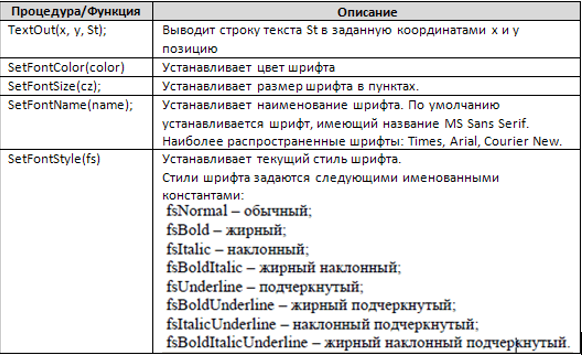 Процедура/Функция Описание
TextOut(x, y, St); Выводит строку текста St в заданную координатами x и y
позицию
SetFontColor(color) Устанавливает цвет шрифта
SetFontSize(cz); Устанавливает размер шрифта в пунктах.
SetFontName(name); Устанавливает наименование шрифта. По умолчанию
устанавливается шрифт, имеющий название MS Sans Serif.
Наиболее распространенные шрифты: Times, Arial, Courier New.
SetFontStyle(fs) Устанавливает текущий стиль шрифта.
Стили шрифта задаются следующими именованными
константами:
fsNormal – обычный;
fsBold – жирный;
fsItalic – наклонный;
fsBoldItalic – жирный наклонный;
fsUnderline – подчеркнутый;
fsBoldUnderline – жирный подчеркнутый;
fsItalicUnderline – наклонный подчеркнутый;
fsBoldItalicUnderline – жирный наклонный подчеркнутый.